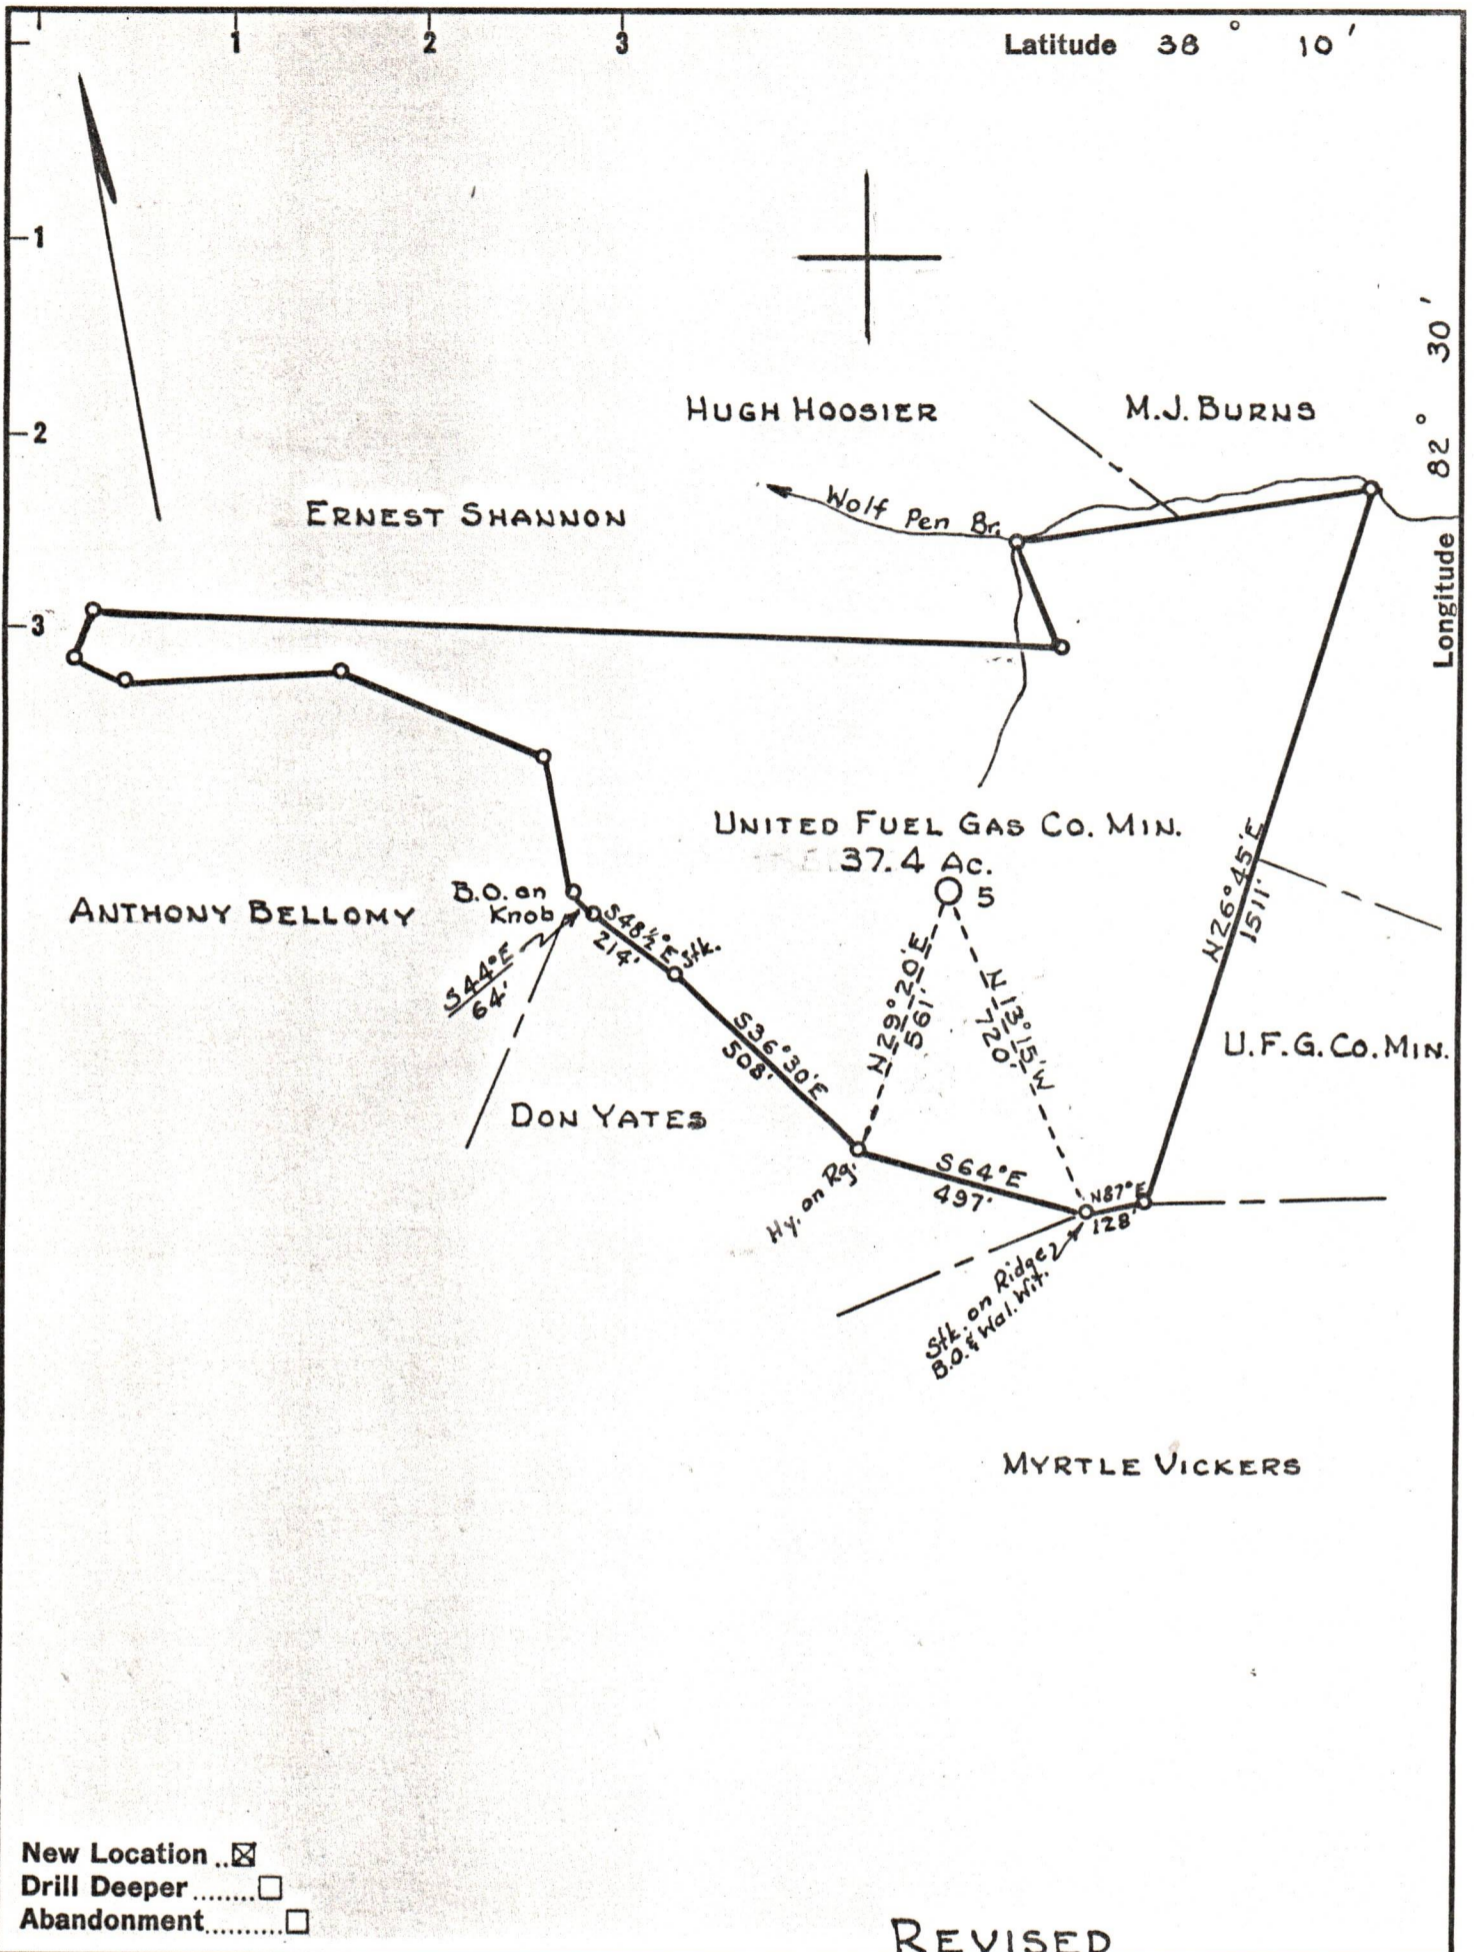 1 2 3 Latitude 38° 10'
1
2
3
82° 30'
Longitude
HUGH HOOSIER
M.J. BURNS
ERNEST SHANNON
Wolf Pen Br.
UNITED FUEL GAS CO. MIN.
37.4 Ac.
5
B.O. on
Knob
ANTHONY BELLOMY
S44°E
64'
S48½°E Stk.
214'
S36°30'E
508'
N29°20'E
561'
N13°15'W
720'
N26°45'E
1511'
U.F.G. CO. MIN.
DON YATES
Hy. on Rg.
S64°E
497'
N87°E
128'
Stk. on Ridge
B.O. & Wal. Wit.
MYRTLE VICKERS
New Location ..☒
Drill Deeper ........☐
Abandonment..........☐
REVISED